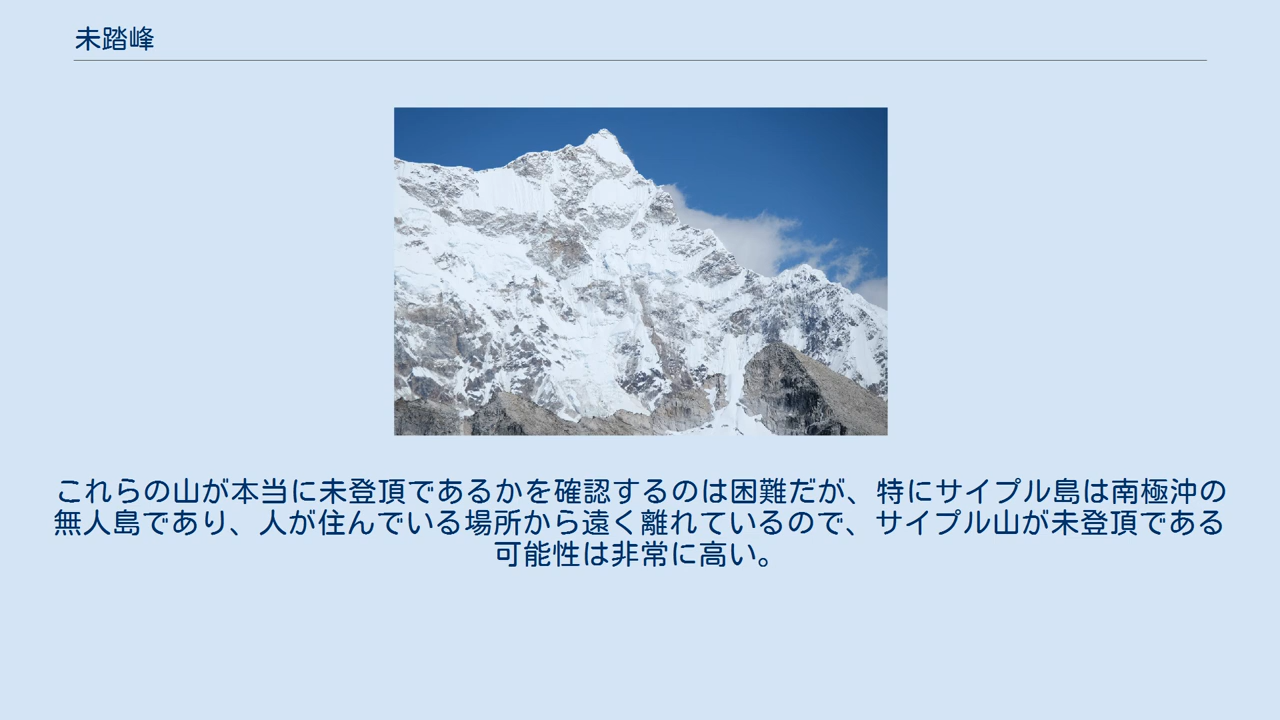 未踏峰
これらの山が本当に未登頂であるかを確認するのは困難だが、特にサイプル島は南極沖の
無人島であり、人が住んでいる場所から遠く離れているので、サイプル山が未登頂である
可能性は非常に高い。